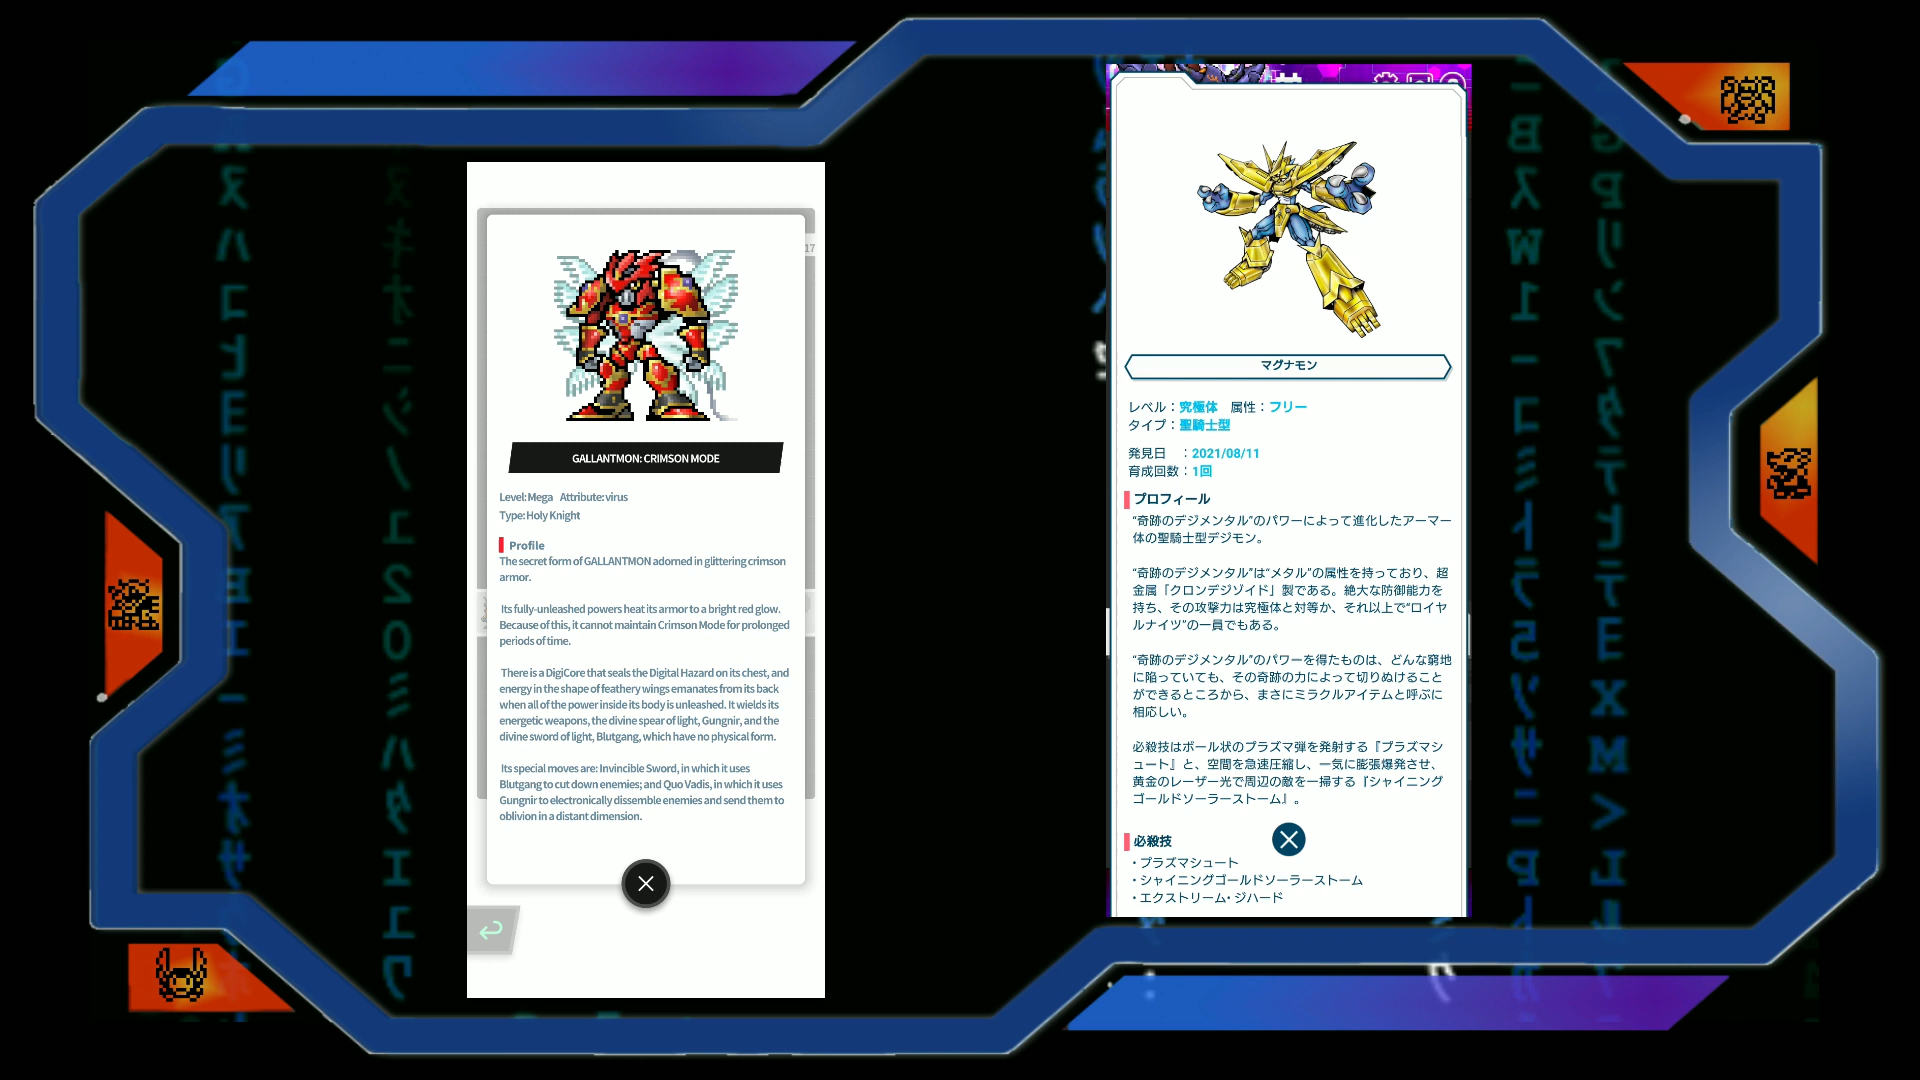 17
GALLANTMON: CRIMSON MODE
Level:Mega Attribute:virus
Type:Holy Knight
Profile
The secret form of GALLANTMON adorned in glittering crimson
armor.
Its fully-unleashed powers heat its armor to a bright red glow.
Because of this, it cannot maintain Crimson Mode for prolonged
periods of time.
There is a DigiCore that seals the Digital Hazard on its chest, and
energy in the shape of feathery wings emanates from its back
when all of the power inside its body is unleashed. It wields its
energetic weapons, the divine spear of light, Gungnir, and the
divine sword of light, Blutgang, which have no physical form.
Its special moves are: Invincible Sword, in which it uses
Blutgang to cut down enemies; and Quo Vadis, in which it uses
Gungnir to electronically dissemble enemies and send them to
oblivion in a distant dimension.
マグナモン
レベル：究極体 属性：フリー
タイプ：聖騎士型
発見日 ：2021/08/11
育成回数：1回
プロフィール
“奇跡のデジメンタル”のパワーによって進化したアーマー
体の聖騎士型デジモン。
“奇跡のデジメンタル”は“メタル”の属性を持っており、超
金属「クロンデジゾイド」製である。絶大な防御能力を
持ち、その攻撃力は究極体と対等か、それ以上で“ロイヤ
ルナイツ”の一員でもある。
“奇跡のデジメンタル”のパワーを得たものは、どんな窮地
に陥っていても、その奇跡の力によって切りぬけること
ができるところから、まさにミラクルアイテムと呼ぶに
相応しい。
必殺技はボール状のプラズマ弾を発射する『プラズマシ
ュート』と、空間を急速圧縮し、一気に膨張爆発させ、
黄金のレーザー光で周辺の敵を一掃する『シャイニング
ゴールドソーラーストーム』。
必殺技
・プラズマシュート
・シャイニングゴールドソーラーストーム
・エクストリーム・ジハード